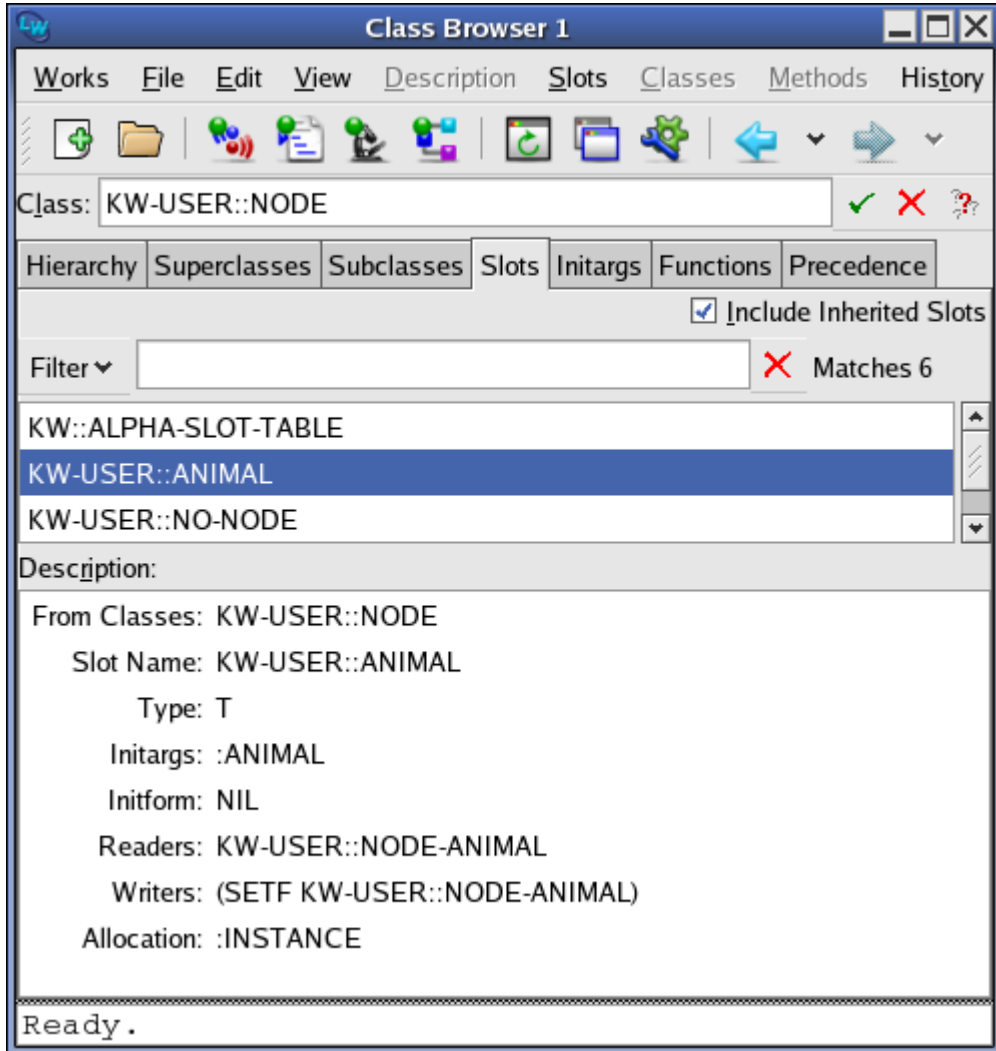 LW Class Browser 1
Works File Edit View Description Slots Classes Methods History
Class: KW-USER::NODE
Hierarchy Superclasses Subclasses Slots Initargs Functions Precedence
Include Inherited Slots
Filter Matches 6
KW::ALPHA-SLOT-TABLE
KW-USER::ANIMAL
KW-USER::NO-NODE
Description:
From Classes: KW-USER::NODE
Slot Name: KW-USER::ANIMAL
Type: T
Initargs: :ANIMAL
Initform: NIL
Readers: KW-USER::NODE-ANIMAL
Writers: (SETF KW-USER::NODE-ANIMAL)
Allocation: :INSTANCE
Ready.